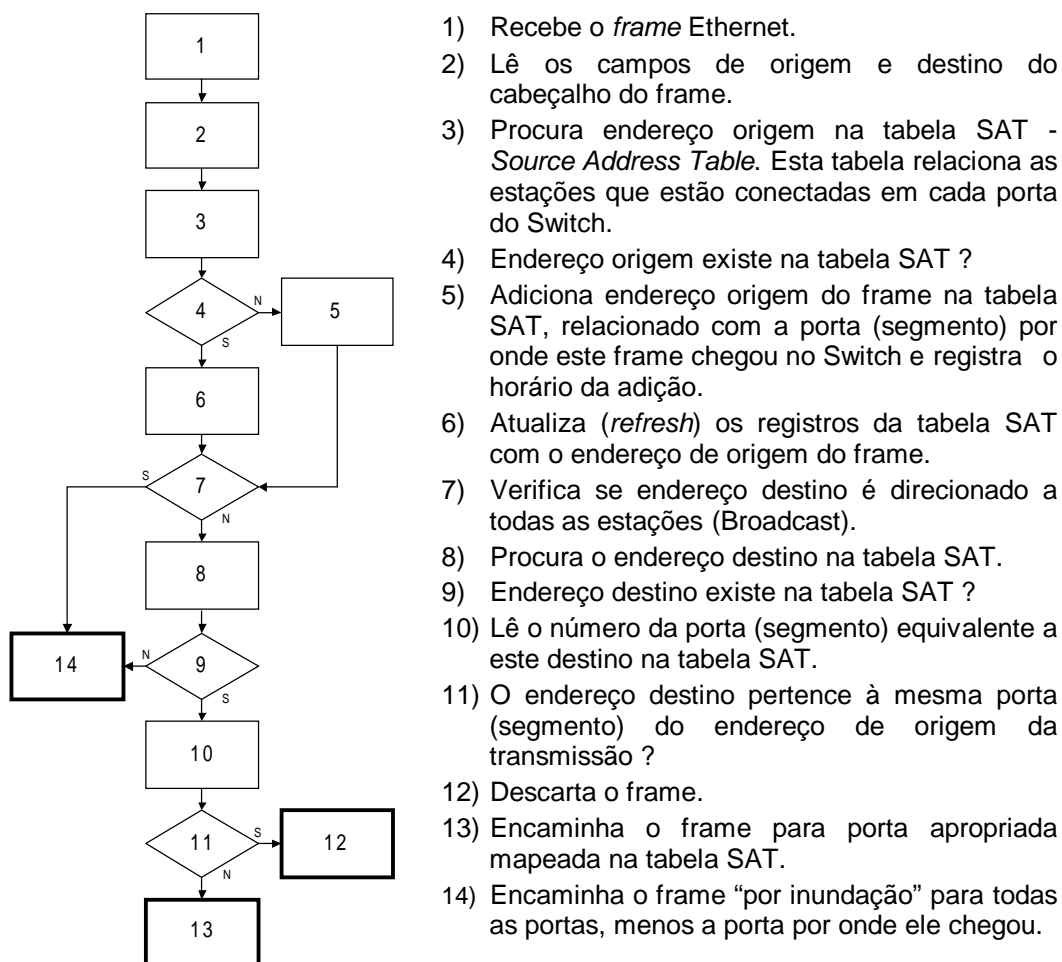 1
2
3
4
N
S
5
6
S
7
N
8
14
N
9
S
10
11
S
N
12
13
1) Recebe o frame Ethernet.
2) Lê os campos de origem e destino do
cabeçalho do frame.
3) Procura endereço origem na tabela SAT -
Source Address Table. Esta tabela relaciona as
estações que estão conectadas em cada porta
do Switch.
4) Endereço origem existe na tabela SAT ?
5) Adiciona endereço origem do frame na tabela
SAT, relacionado com a porta (segmento) por
onde este frame chegou no Switch e registra o
horário da adição.
6) Atualiza (refresh) os registros da tabela SAT
com o endereço de origem do frame.
7) Verifica se endereço destino é direcionado a
todas as estações (Broadcast).
8) Procura o endereço destino na tabela SAT.
9) Endereço destino existe na tabela SAT ?
10) Lê o número da porta (segmento) equivalente a
este destino na tabela SAT.
11) O endereço destino pertence à mesma porta
(segmento) do endereço de origem da
transmissão ?
12) Descarta o frame.
13) Encaminha o frame para porta apropriada
mapeada na tabela SAT.
14) Encaminha o frame “por inundação” para todas
as portas, menos a porta por onde ele chegou.